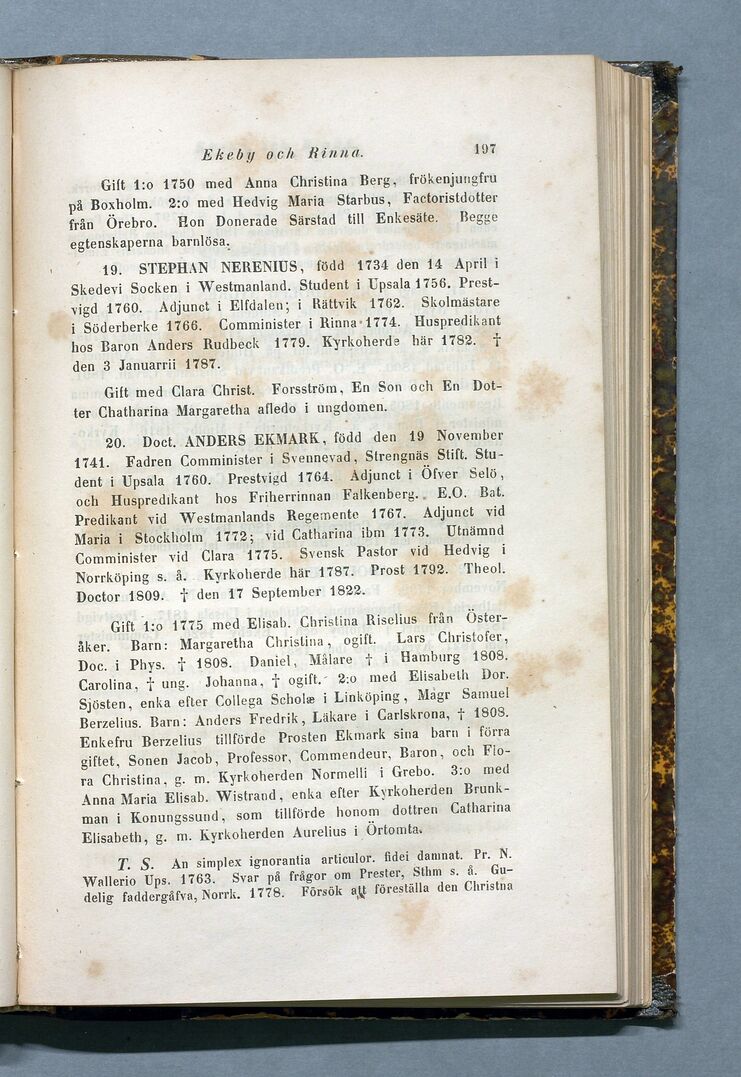 Ekeby och Rinna. 197
Gift 1:o 1750 med Anna Christina Berg, frökenjungfru
på Boxholm. 2:o med Hedvig Maria Starbus, Factoristdotter
från Örebro. Hon Donerade Särstad till Enkesäte. Begge
egtenskaperna barnlösa.
19. STEPHAN NERENIUS, född 1734 den 14 April i
Skedevi Socken i Westmanland. Student i Upsala 1756. Prest-
vigd 1760. Adjunct i Elfdalen; i Rättvik 1762. Skolmästare
i Söderberke 1766. Comminister i Rinna 1774. Huspredikant
hos Baron Anders Rudbeck 1779. Kyrkoherde här 1782. †
den 3 Januarrii 1787.
Gift med Clara Christ. Forsström, En Son och En Dot-
ter Chatharina Margaretha afledo i ungdomen.
20. Doct. ANDERS EKMARK, född den 19 November
1741. Fadren Comminister i Svennevad, Strengnäs Stift. Stu-
dent i Upsala 1760. Prestvigd 1764. Adjunct i Öfver Selö,
och Huspredikant hos Friherrinnan Falkenberg. E.O. Bat.
Predikant vid Westmanlands Regemente 1767. Adjunct vid
Maria i Stockholm 1772; vid Catharina ibm 1773. Utnämnd
Comminister vid Clara 1775. Svensk Pastor vid Hedvig i
Norrköping s. å. Kyrkoherde här 1787. Prost 1792. Theol.
Doctor 1809. † den 17 September 1822.
Gift 1:o 1775 med Elisab. Christina Riselius från Öster-
åker. Barn: Margaretha Christina, ogift. Lars Christofer,
Doc. i Phys. † 1808. Daniel, Målare † i Hamburg 1808.
Carolina, † ung. Johanna, † ogift. 2:o med Elisabeth Dor.
Sjösten, enka efter Collega Scholæ i Linköping, Magr Samuel
Berzelius. Barn: Anders Fredrik, Läkare i Carlskrona, † 1808.
Enkefru Berzelius tillförde Prosten Ekmark sina barn i förra
giftet, Sonen Jacob, Professor, Commendeur, Baron, och Flo-
ra Christina, g. m. Kyrkoherden Normelli i Grebo. 3:o med
Anna Maria Elisab. Wistrand, enka efter Kyrkoherden Brunk-
man i Konungssund, som tillförde honom dottren Catharina
Elisabeth, g. m. Kyrkoherden Aurelius i Örtomta.
T. S. An simplex ignorantia articulor. fidei damnat. Pr. N.
Wallerio Ups. 1763. Svar på frågor om Prester, Sthm s. å. Gu-
delig faddergåfva, Norrk. 1778. Försök att föreställa den Christna